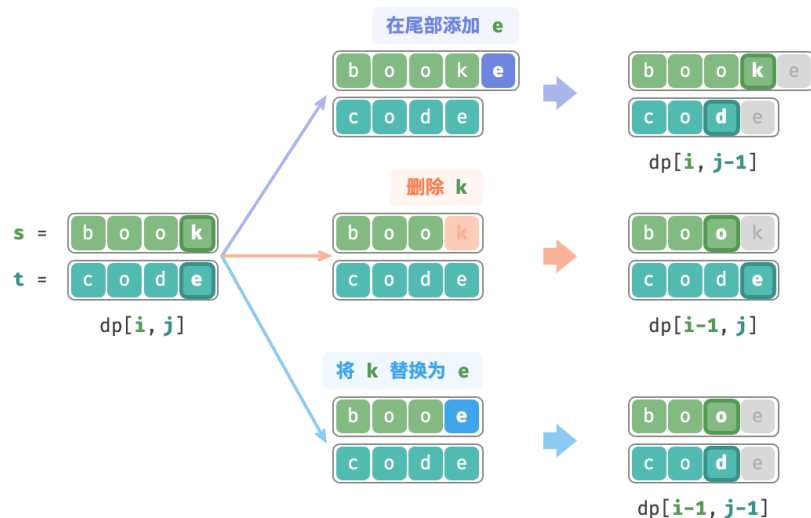 在尾部添加 e
b o o k e
c o d e
b o o k e
c o d e
dp[i, j-1]
删除 k
s = b o o k
t = c o d e
dp[i, j]
b o o k
c o d e
b o o k
c o d e
dp[i-1, j]
将 k 替换为 e
b o o e
c o d e
b o o e
c o d e
dp[i-1, j-1]